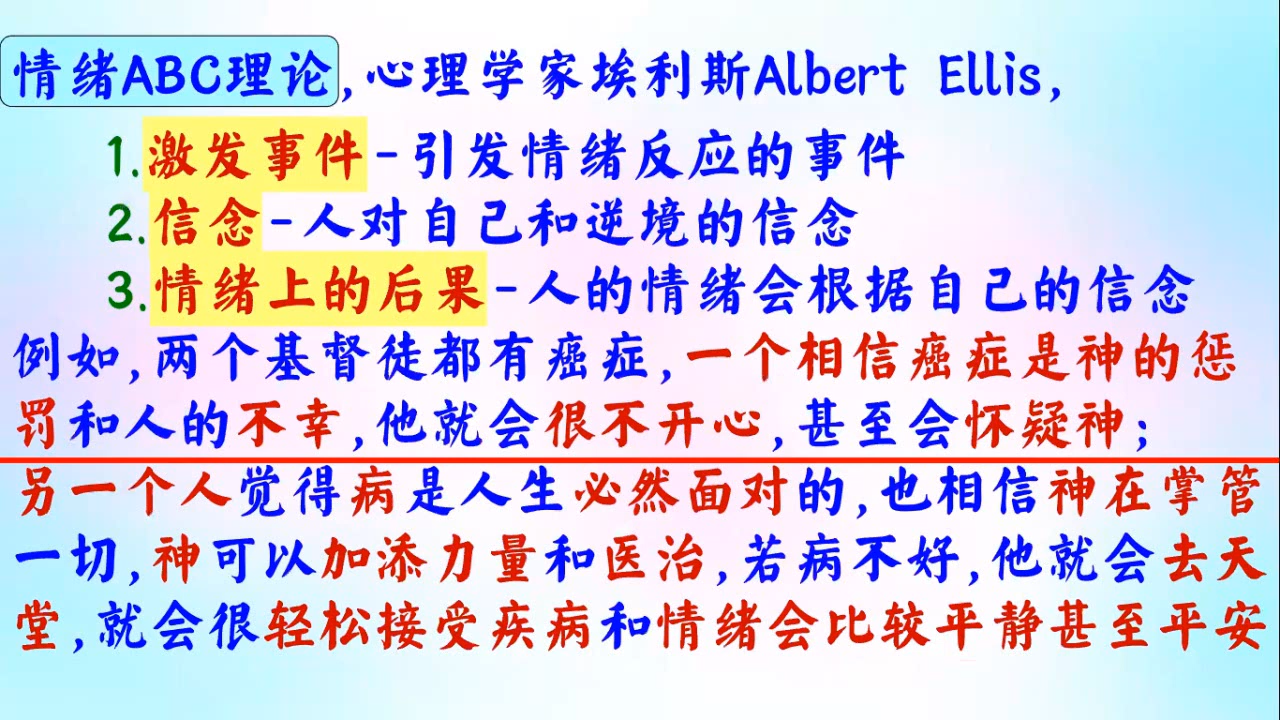 情绪ABC理论,心理学家埃利斯Albert Ellis,
1.激发事件-引发情绪反应的事件
2.信念-人对自己和逆境的信念
3.情绪上的后果-人的情绪会根据自己的信念
例如,两个基督徒都有癌症,一个相信癌症是神的惩
罚和人的不幸,他就会很不开心,甚至会怀疑神;
另一个人觉得病是人生必然面对的,也相信神在掌管
一切,神可以加添力量和医治,若病不好,他就会去天
堂,就会很轻松接受疾病和情绪会比较平静甚至平安